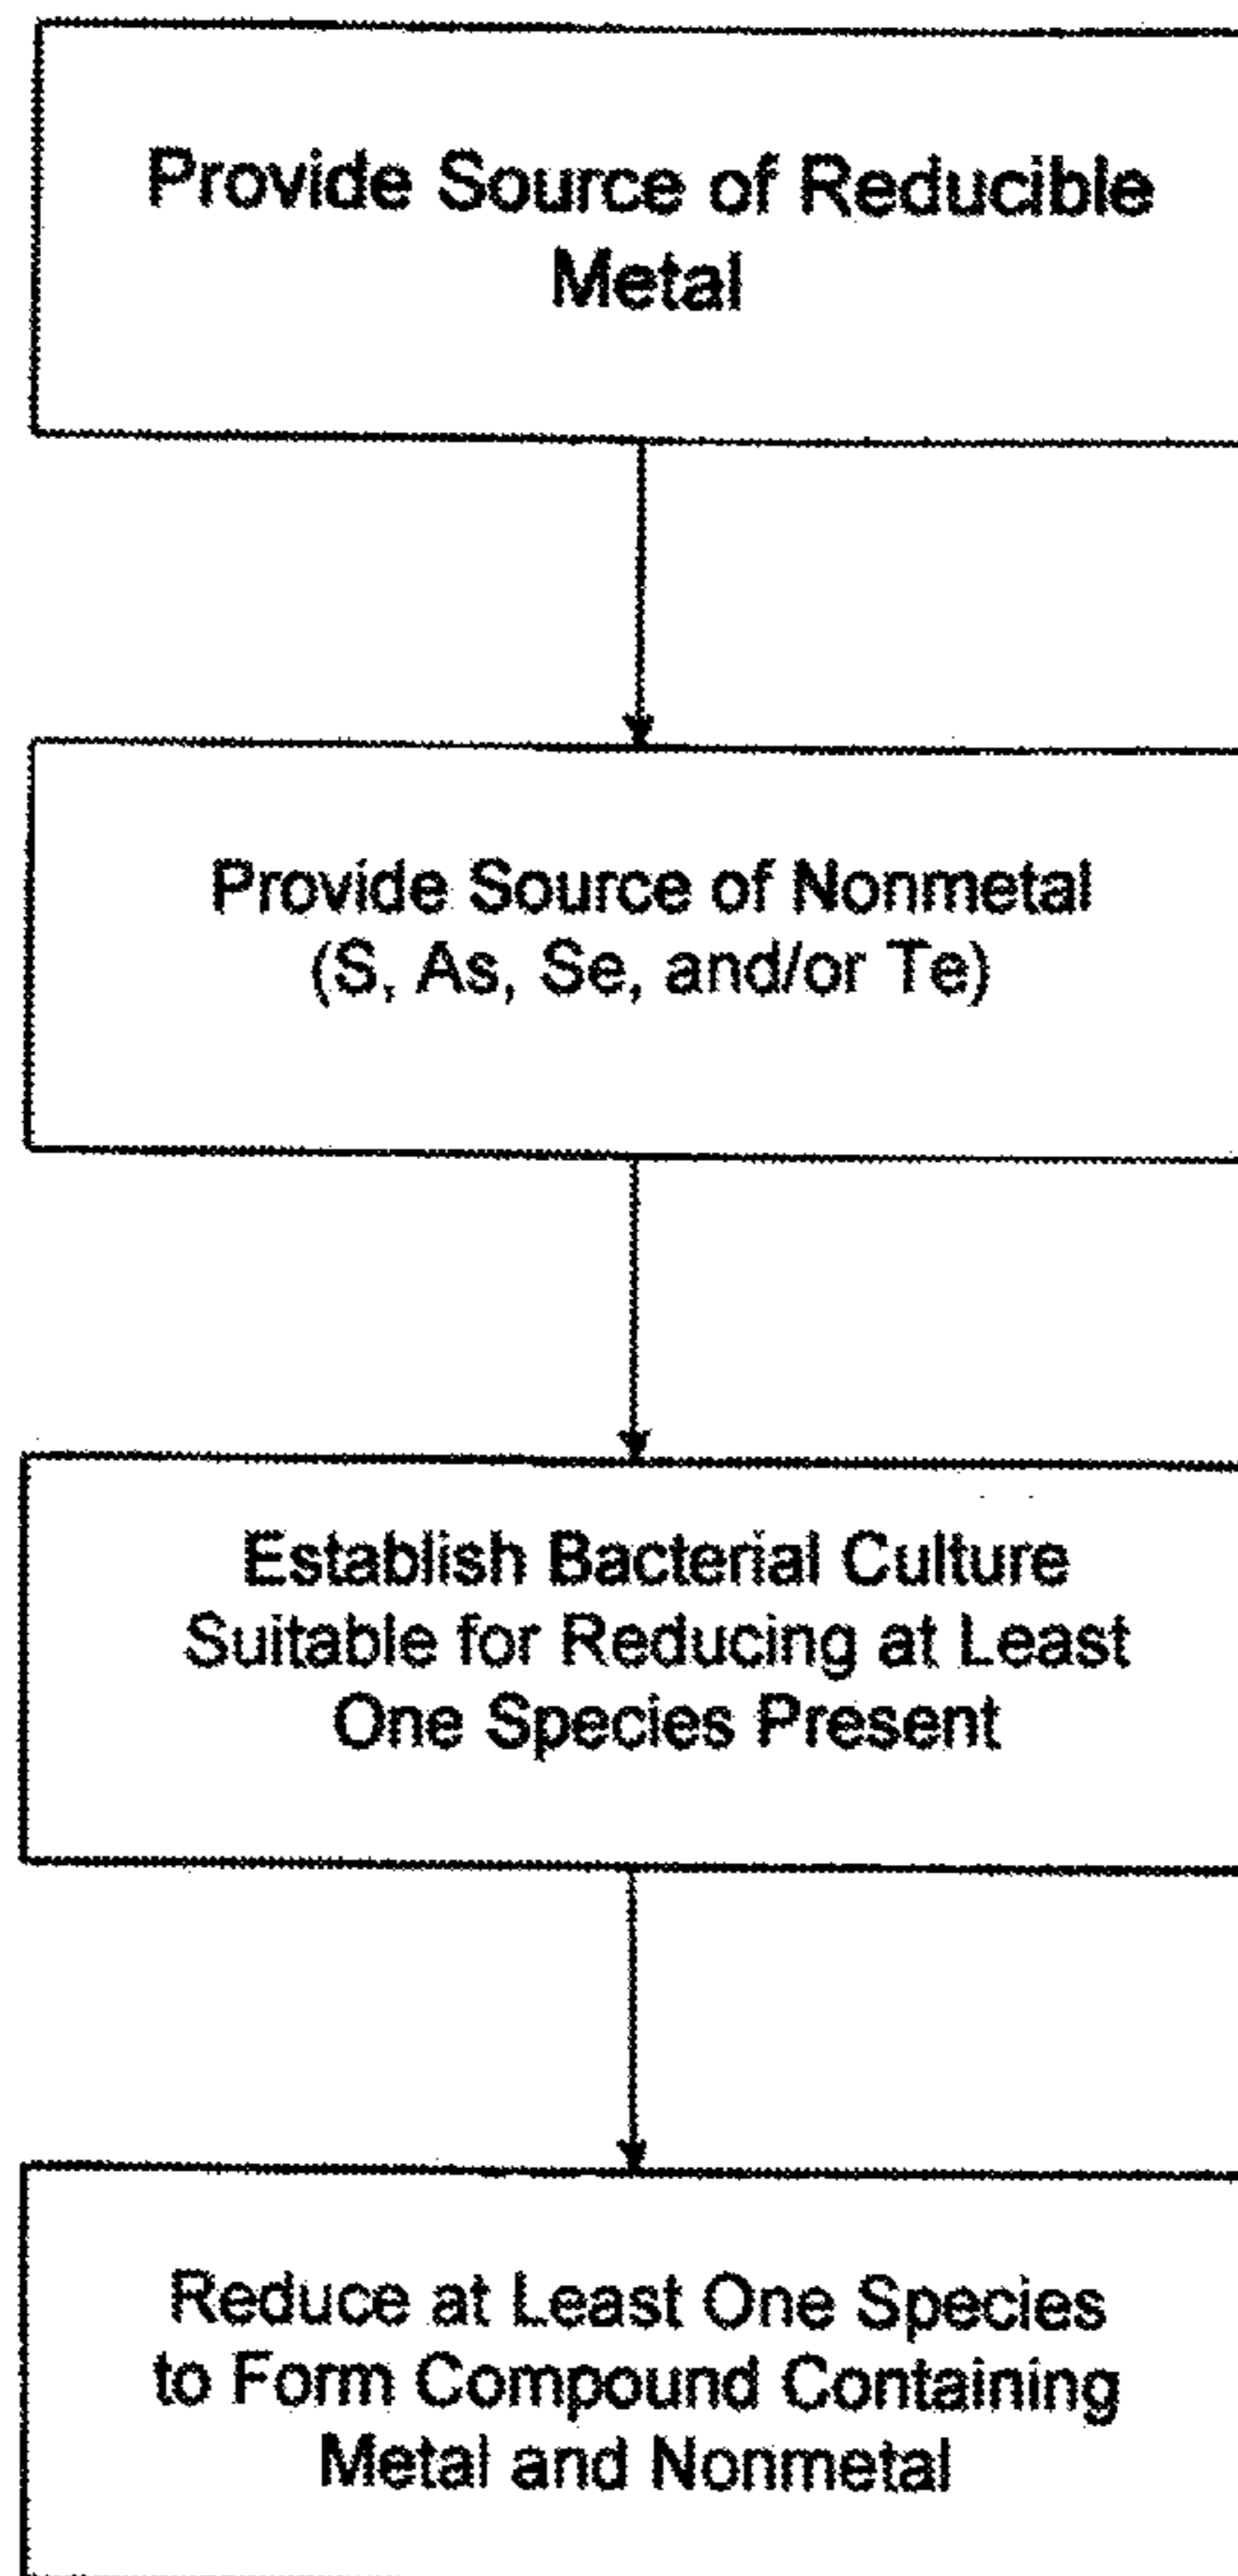 Provide Source of Reducible
Metal
Provide Source of Nonmetal
(S, As, Se, and/or Te)
Establish Bacterial Culture
Suitable for Reducing at Least
One Species Present
Reduce at Least One Species
to Form Compound Containing
Metal and Nonmetal